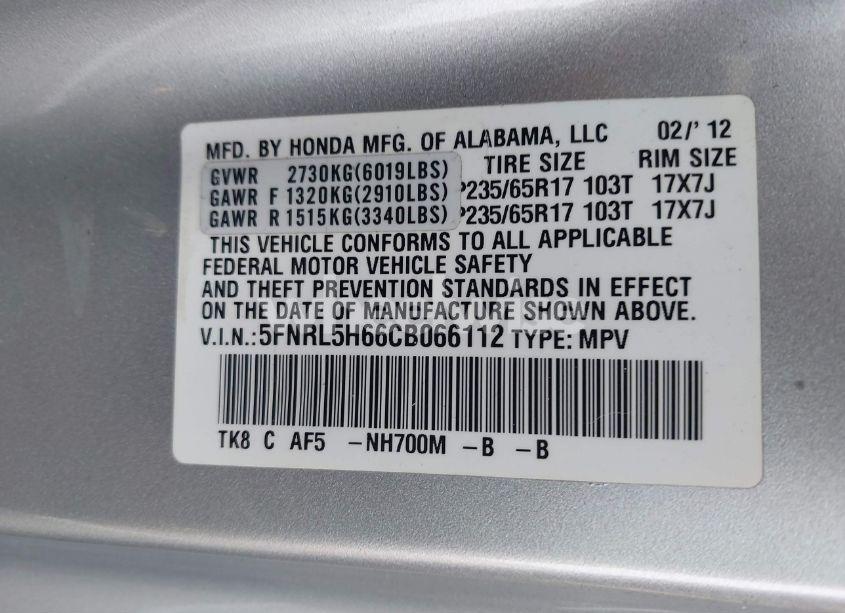 MFD. BY HONDA MFG. OF ALABAMA, LLC 02/' 12
GVWR 2730KG(6019LBS) TIRE SIZE RIM SIZE
GAWR F 1320KG(2910LBS) P235/65R17 103T 17X7J
GAWR R 1515KG(3340LBS) P235/65R17 103T 17X7J
THIS VEHICLE CONFORMS TO ALL APPLICABLE
FEDERAL MOTOR VEHICLE SAFETY
AND THEFT PREVENTION STANDARDS IN EFFECT
ON THE DATE OF MANUFACTURE SHOWN ABOVE.
V.I.N.: 5FNRL5H66CB066112 TYPE: MPV
TK8 C AF5 -NH700M -B -B